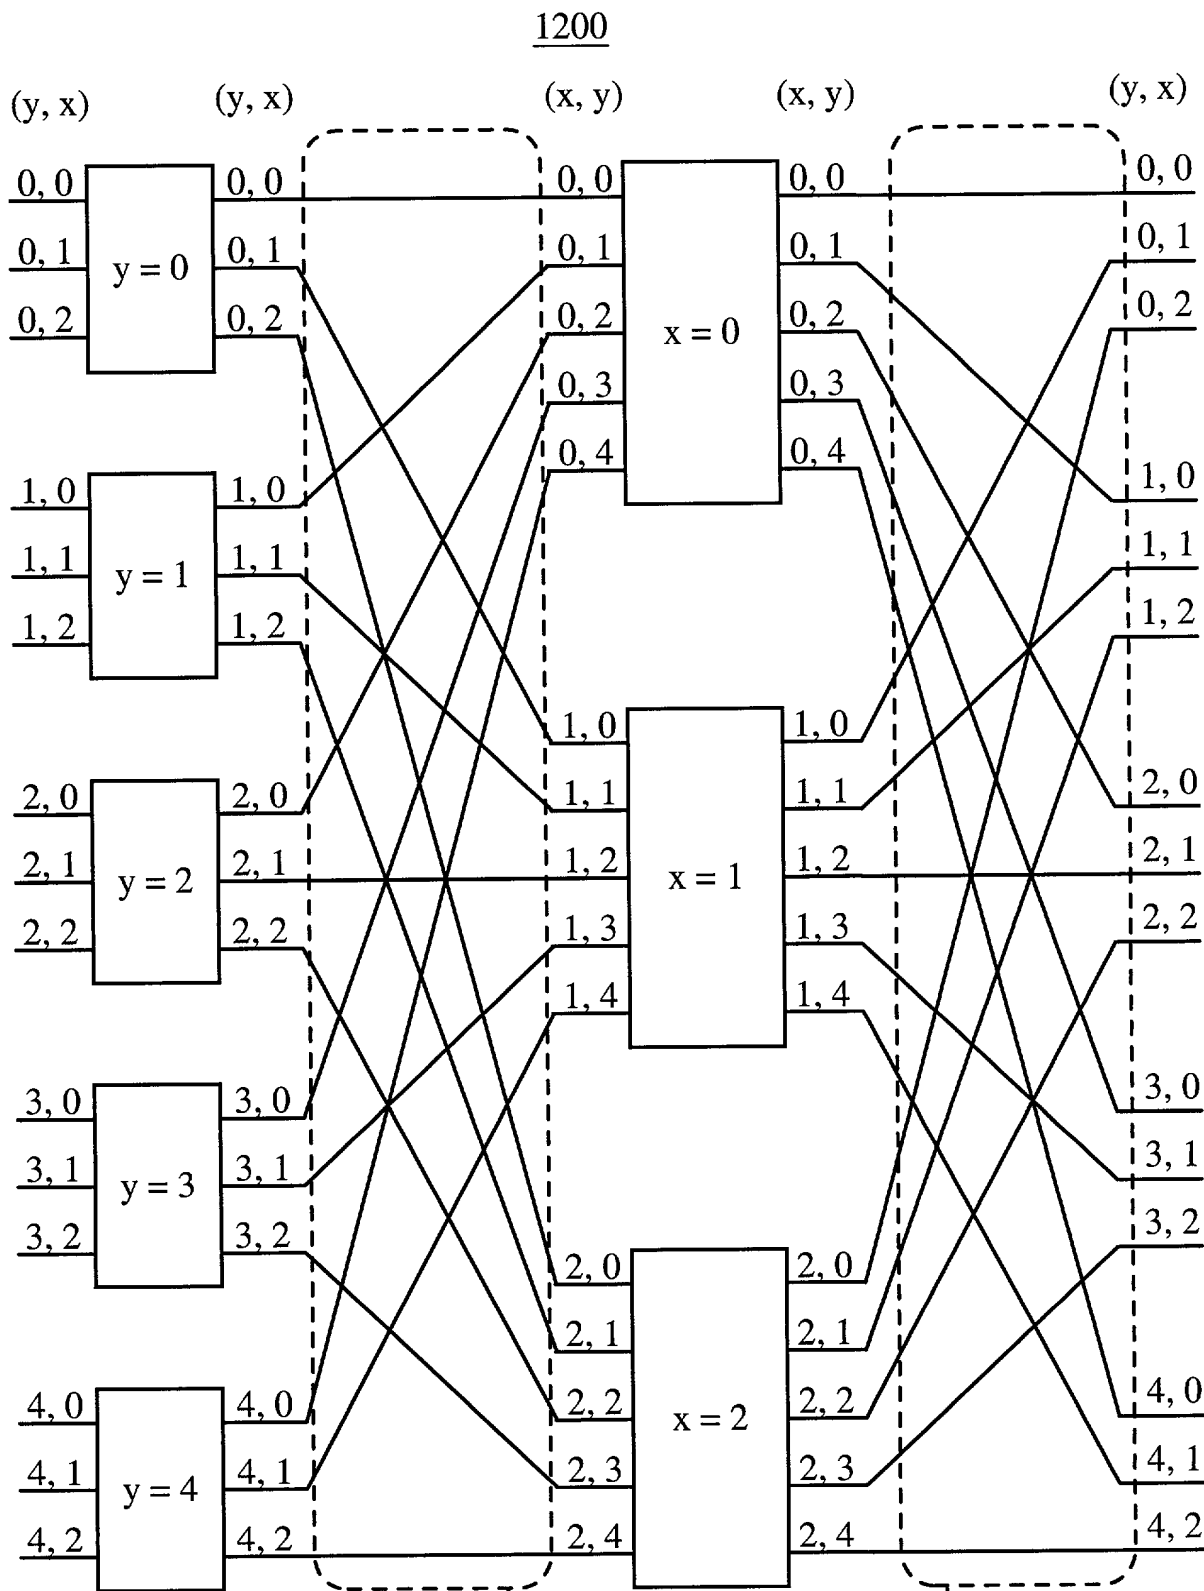 1200
(y, x) (y, x) (x, y) (x, y) (y, x)
0, 0 0, 0 0, 0 0, 0 0, 0
0, 1 y = 0 0, 1 0, 1 0, 1 0, 1
0, 2 0, 2 0, 2 x = 0 0, 2 0, 2
0, 3 0, 3
0, 4 0, 4
1, 0 1, 0 1, 0
1, 1 y = 1 1, 1 1, 1
1, 2 1, 2 1, 2
1, 0 1, 0
2, 0 2, 0 1, 1 1, 1 2, 0
2, 1 y = 2 2, 1 1, 2 x = 1 1, 2 2, 1
2, 2 2, 2 1, 3 1, 3 2, 2
1, 4 1, 4
3, 0 3, 0 3, 0
3, 1 y = 3 3, 1 3, 1
3, 2 3, 2 3, 2
2, 0 2, 0
2, 1 2, 1
4, 0 4, 0 2, 2 x = 2 2, 2 4, 0
4, 1 y = 4 4, 1 2, 3 2, 3 4, 1
4, 2 4, 2 2, 4 2, 4 4, 2